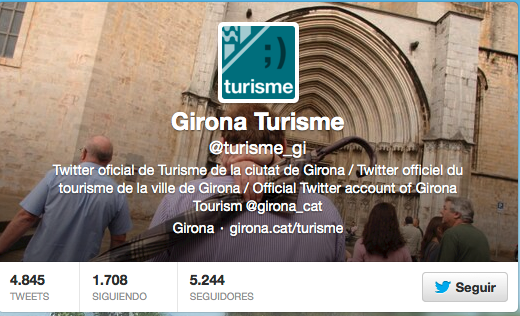 ;)
turisme
Girona Turisme
@turisme_gi
Twitter oficial de Turisme de la ciutat de Girona / Twitter officiel du
tourisme de la ville de Girona / Official Twitter account of Girona
Tourism @girona_cat
Girona · girona.cat/turisme
4.845 1.708 5.244 Seguir
TWEETS SIGUIENDO SEGUIDORES